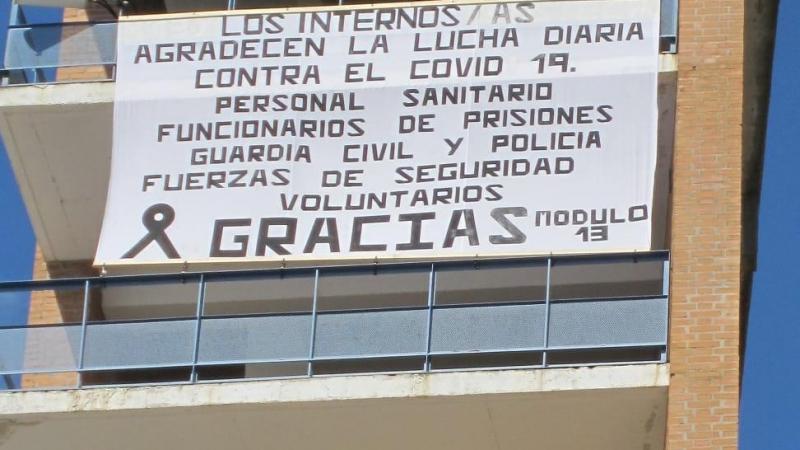 LOS INTERNOS/AS
AGRADECEN LA LUCHA DIARIA
CONTRA EL COVID 19.
PERSONAL SANITARIO
FUNCIONARIOS DE PRISIONES
GUARDIA CIVIL Y POLICIA
FUERZAS DE SEGURIDAD
VOLUNTARIOS
GRACIAS MODULO
13